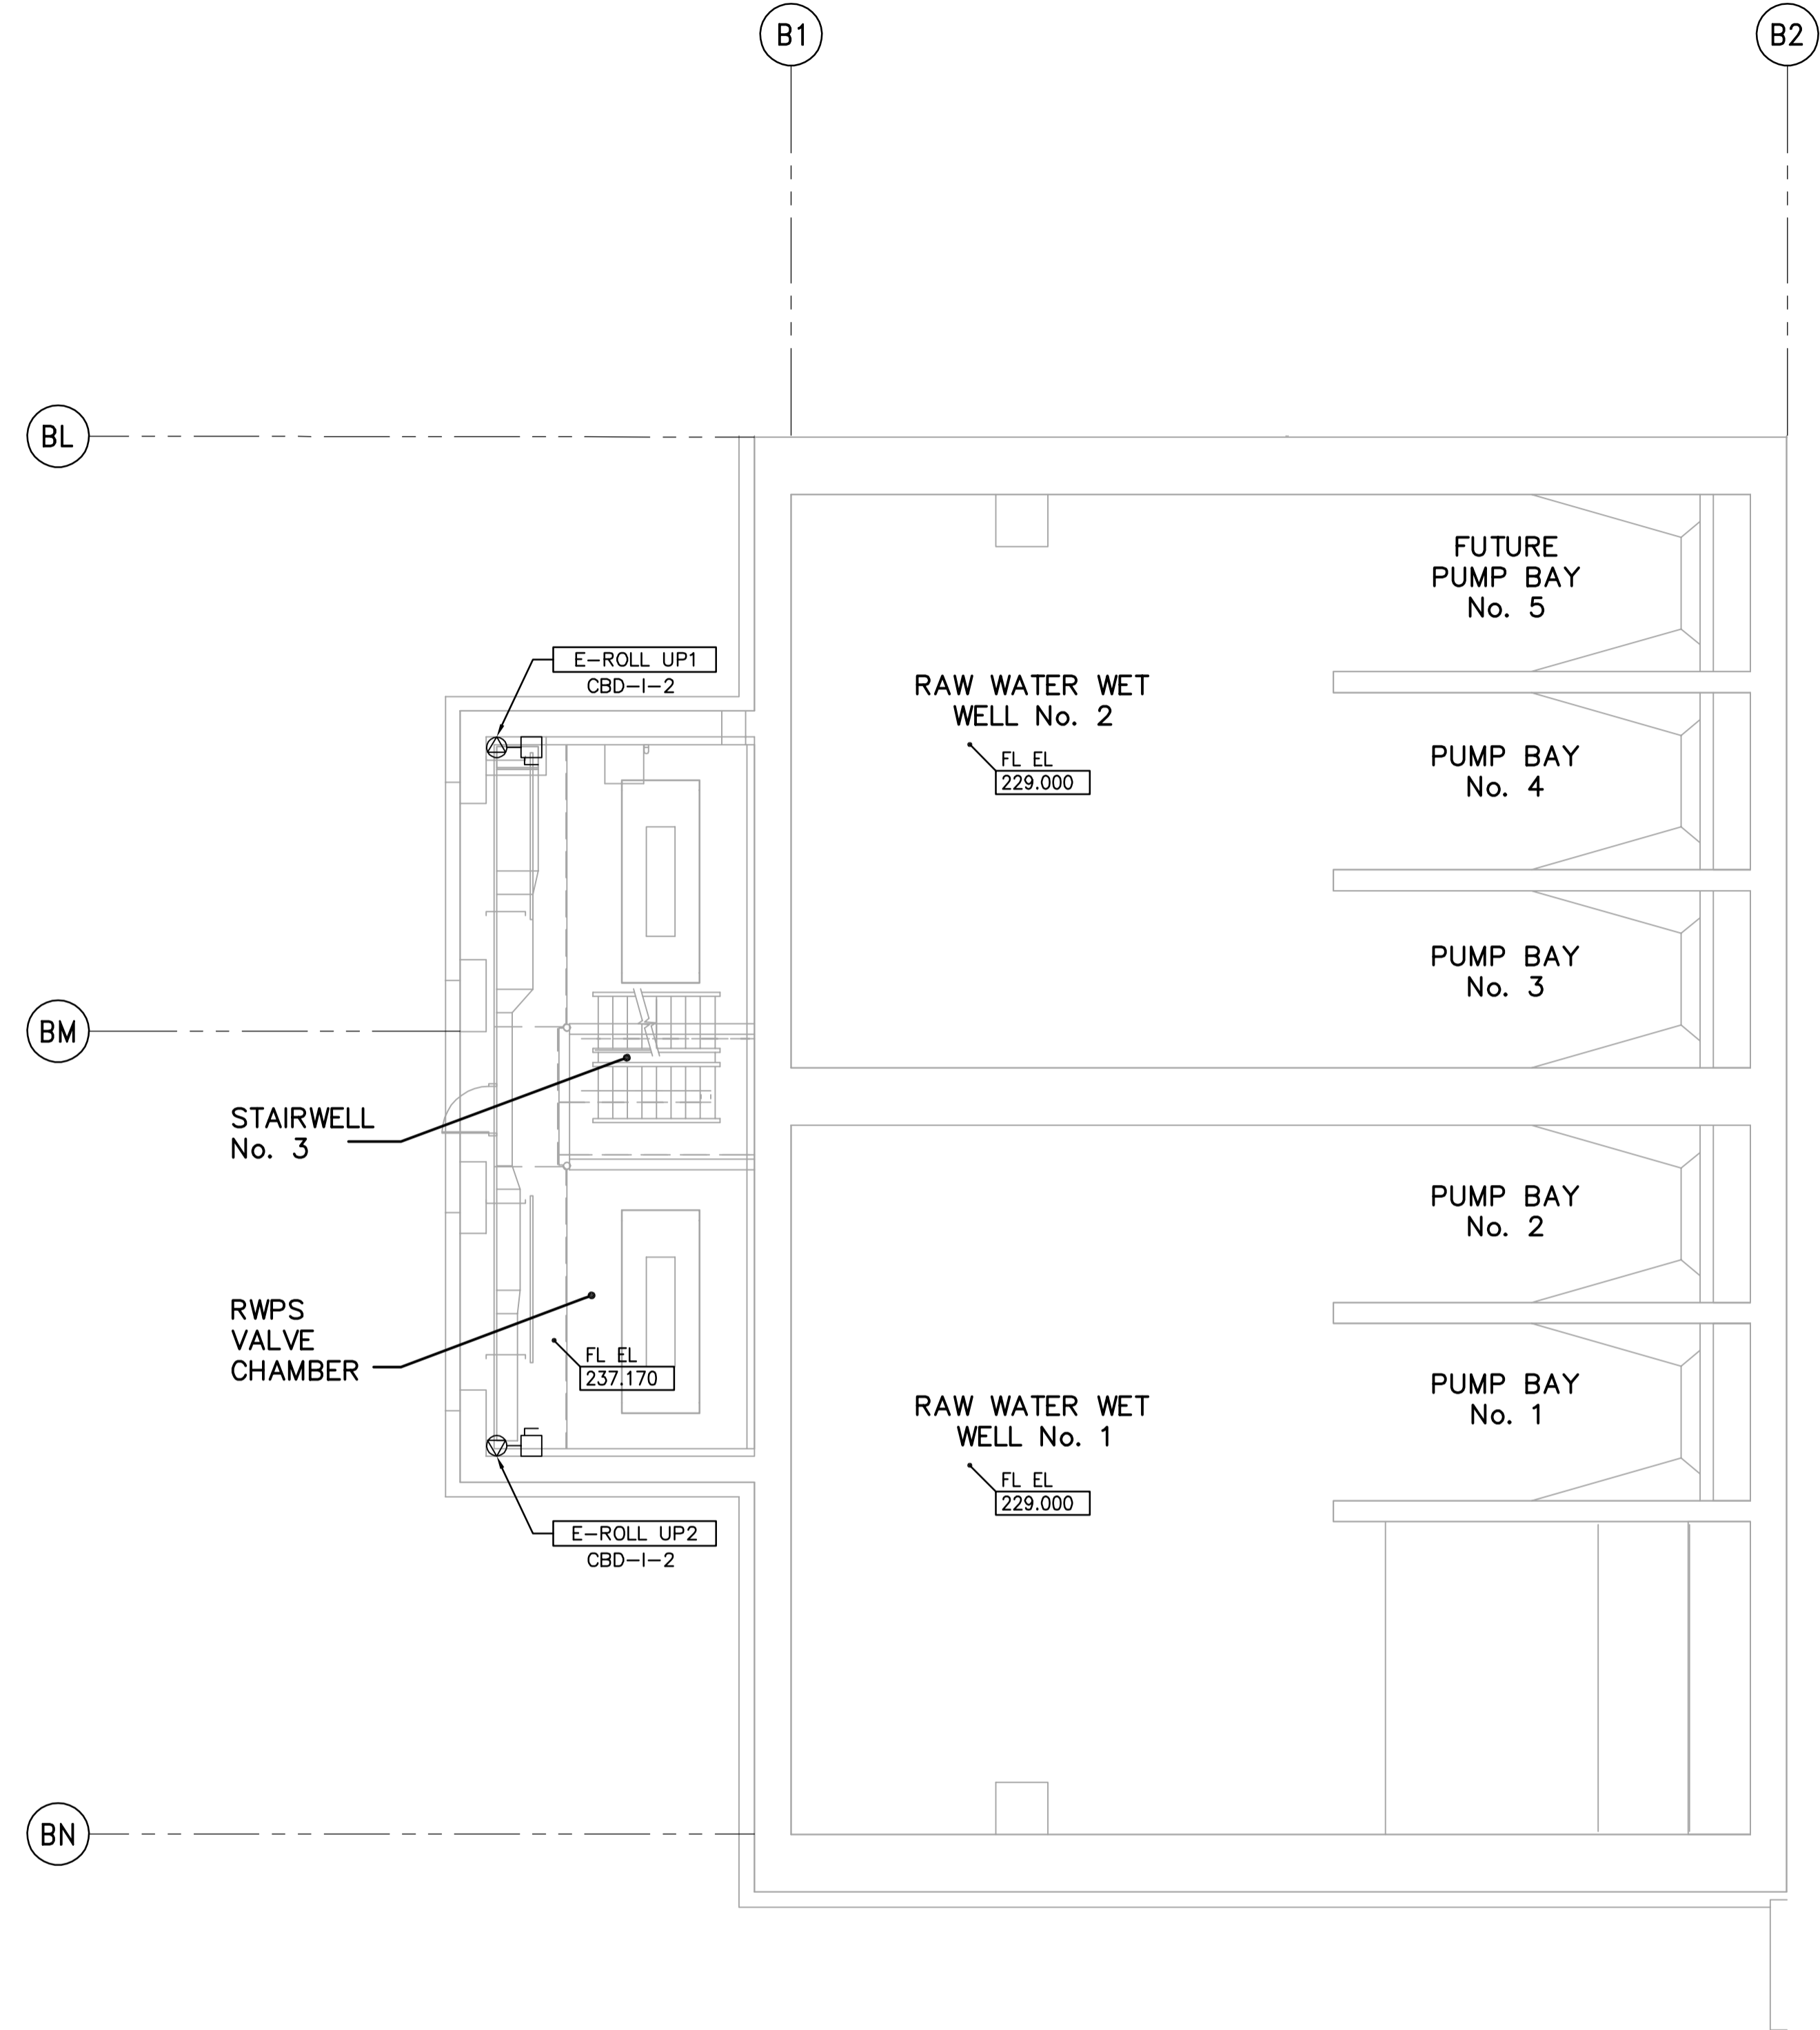 B1
B2
BL
FUTURE
PUMP BAY
No. 5
E-ROLL UP1
CBD-I-2
RAW WATER WET
WELL No. 2
FL EL
229.000
PUMP BAY
No. 4
PUMP BAY
No. 3
BM
STAIRWELL
No. 3
PUMP BAY
No. 2
RWPS
VALVE
CHAMBER
FL EL
237.170
PUMP BAY
No. 1
RAW WATER WET
WELL No. 1
FL EL
229.000
E-ROLL UP2
CBD-I-2
BN